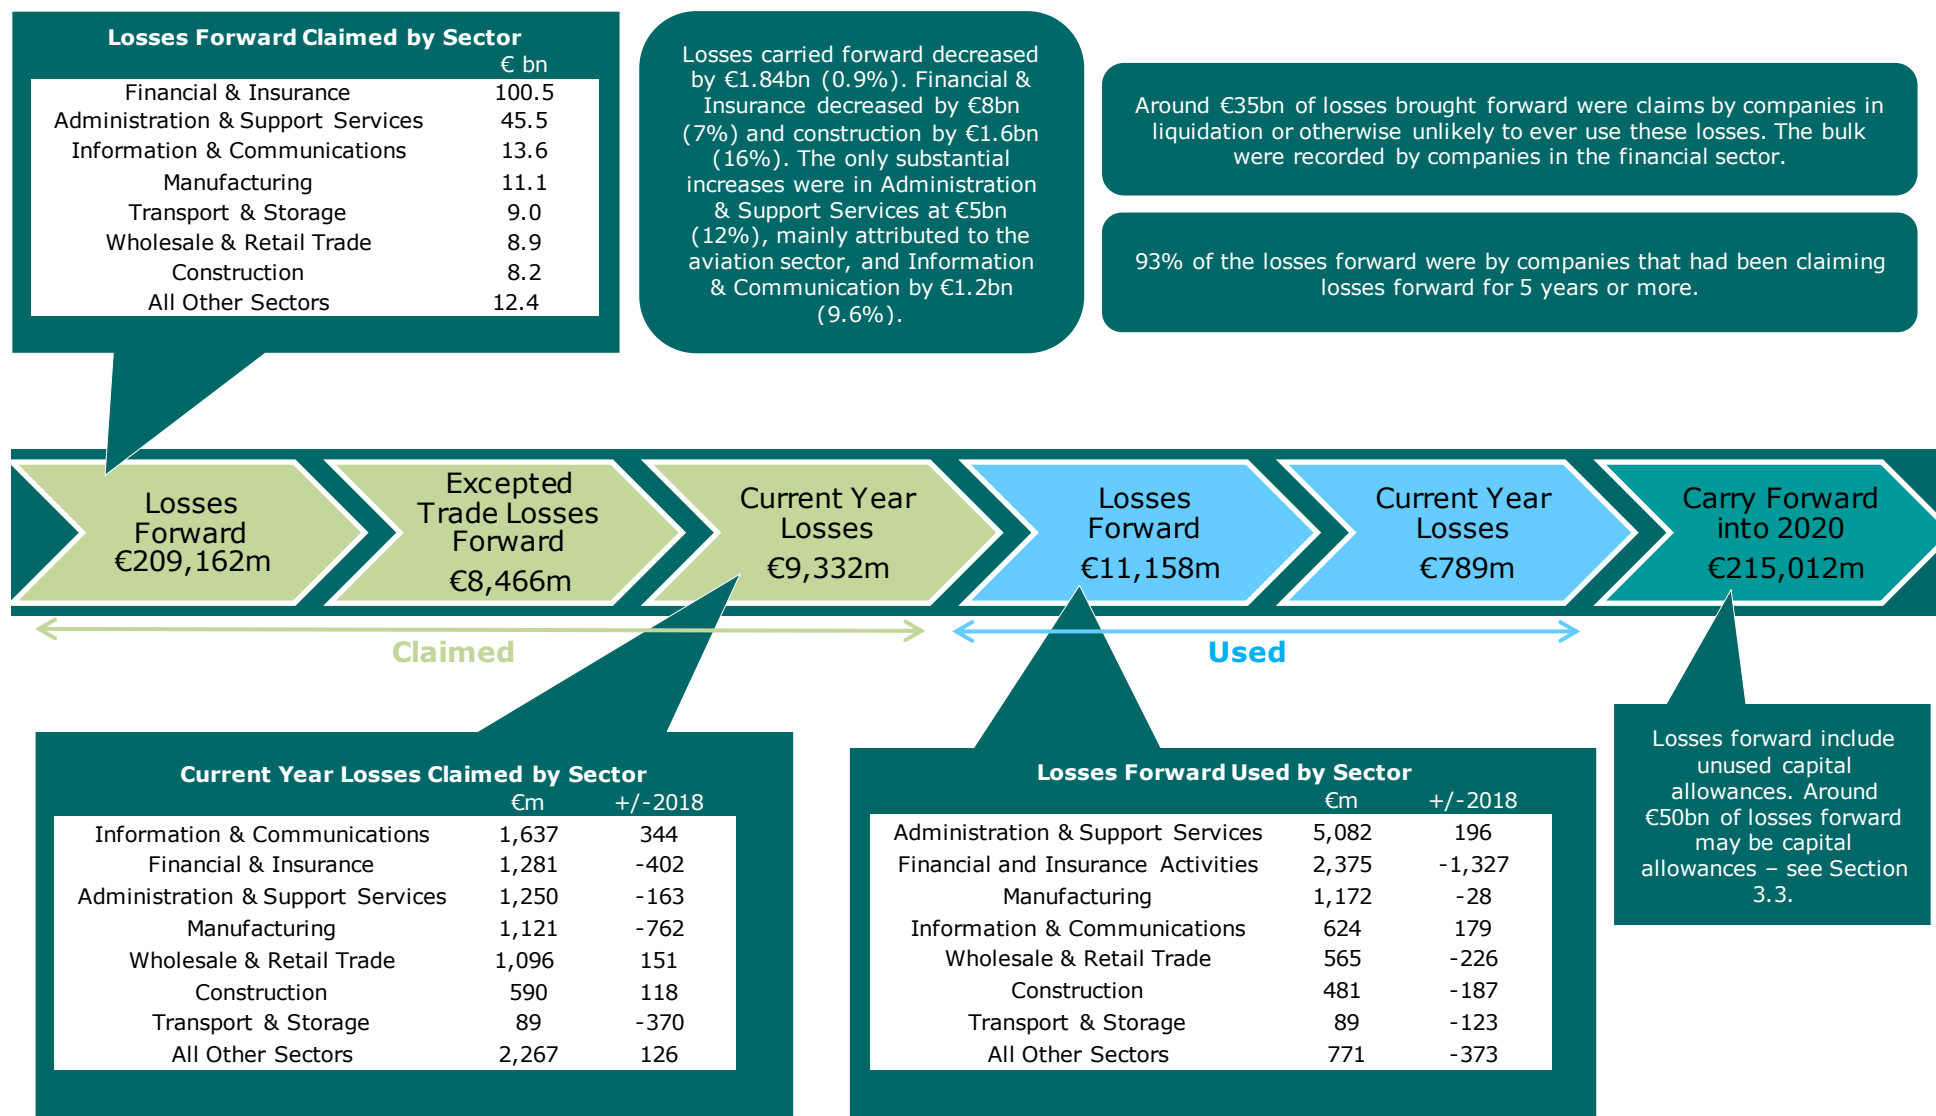 Losses Forward Claimed by Sector
€ bn
Financial & Insurance 100.5
Administration & Support Services 45.5
Information & Communications 13.6
Manufacturing 11.1
Transport & Storage 9.0
Wholesale & Retail Trade 8.9
Construction 8.2
All Other Sectors 12.4
Losses carried forward decreased
by €1.84bn (0.9%). Financial &
Insurance decreased by €8bn
(7%) and construction by €1.6bn
(16%). The only substantial
increases were in Administration
& Support Services at €5bn
(12%), mainly attributed to the
aviation sector, and Information
& Communication by €1.2bn
(9.6%).
Around €35bn of losses brought forward were claims by companies in
liquidation or otherwise unlikely to ever use these losses. The bulk
were recorded by companies in the financial sector.
93% of the losses forward were by companies that had been claiming
losses forward for 5 years or more.
Losses
Forward
€209,162m
Excepted
Trade Losses
Forward
€8,466m
Current Year
Losses
€9,332m
Losses
Forward
€11,158m
Current Year
Losses
€789m
Carry Forward
into 2020
€215,012m
Claimed
Used
Current Year Losses Claimed by Sector
€m +/-2018
Information & Communications 1,637 344
Financial & Insurance 1,281 -402
Administration & Support Services 1,250 -163
Manufacturing 1,121 -762
Wholesale & Retail Trade 1,096 151
Construction 590 118
Transport & Storage 89 -370
All Other Sectors 2,267 126
Losses Forward Used by Sector
€m +/-2018
Administration & Support Services 5,082 196
Financial and Insurance Activities 2,375 -1,327
Manufacturing 1,172 -28
Information & Communications 624 179
Wholesale & Retail Trade 565 -226
Construction 481 -187
Transport & Storage 89 -123
All Other Sectors 771 -373
Losses forward include
unused capital
allowances. Around
€50bn of losses forward
may be capital
allowances – see Section
3.3.